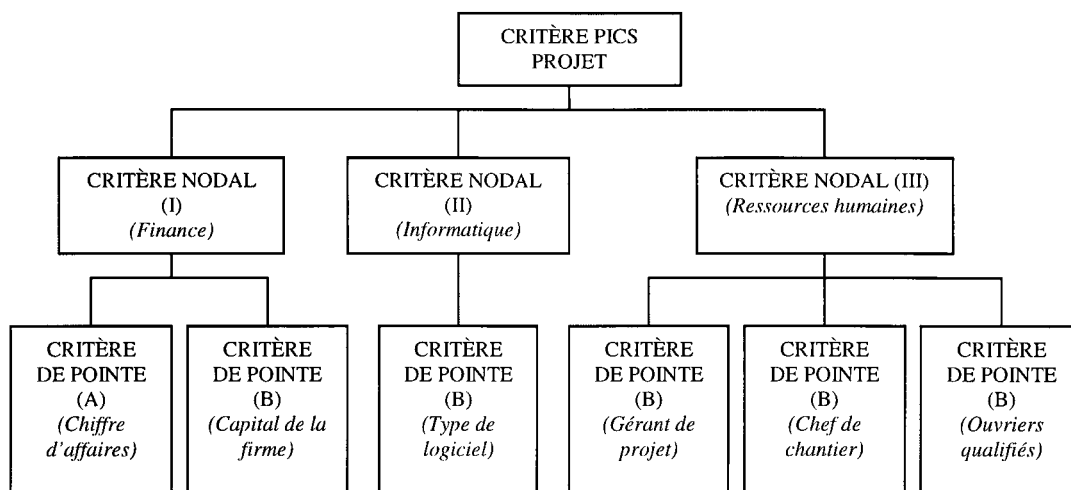 CRITÈRE PICS
PROJET
CRITÈRE NODAL
(I)
(Finance)
CRITÈRE NODAL
(II)
(Informatique)
CRITÈRE NODAL (III)
(Ressources humaines)
CRITÈRE
DE POINTE
(A)
(Chiffre
d'affaires)
CRITÈRE
DE POINTE
(B)
(Capital de la
firme)
CRITÈRE
DE POINTE
(B)
(Type de
logiciel)
CRITÈRE
DE POINTE
(B)
(Gérant de
projet)
CRITÈRE
DE POINTE
(B)
(Chef de
chantier)
CRITÈRE
DE POINTE
(B)
(Ouvriers
qualifiés)